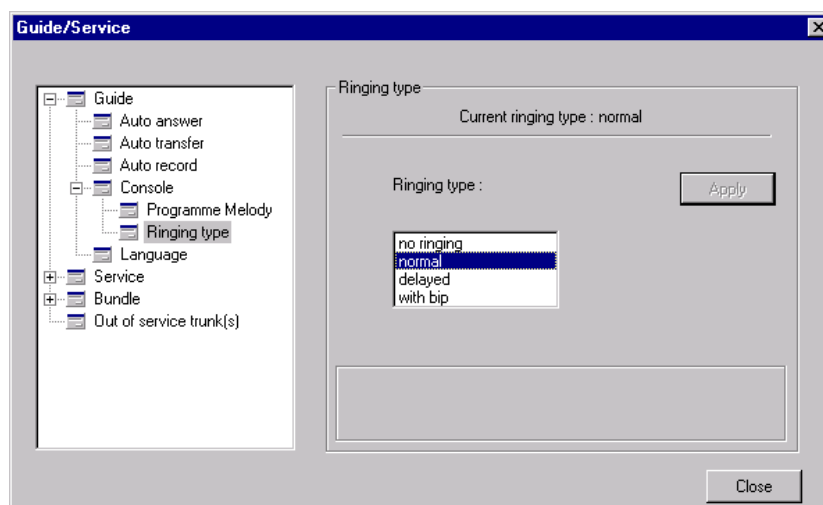 Guide/Service
Guide
Auto answer
Auto transfer
Auto record
Console
Programme Melody
Ringing type
Language
Service
Bundle
Out of service trunk(s)
Ringing type
Current ringing type : normal
Ringing type :
Apply
no ringing
normal
delayed
with bip
Close